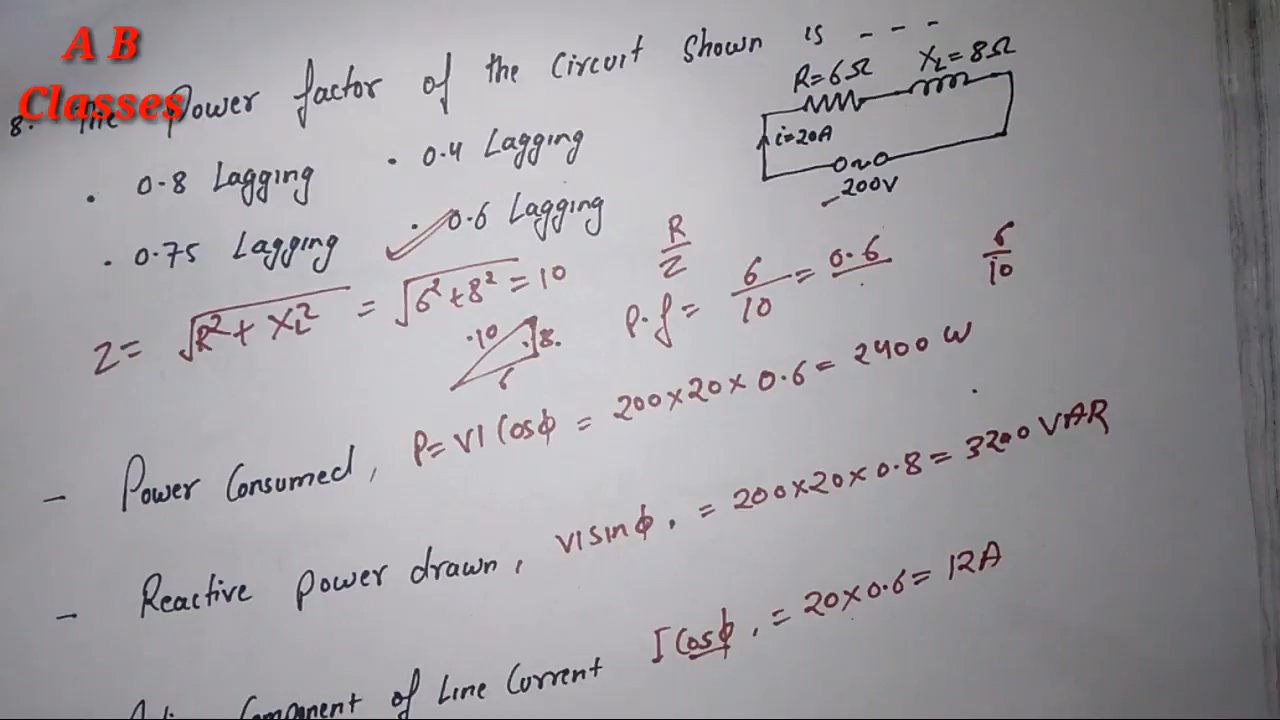 A B
Classes
8. The Power factor of the Circuit Shown is - - -
R=6Ω XL=8Ω
i=20A
200V
. 0.8 Lagging
. 0.4 Lagging
. 0.75 Lagging
. 0.6 Lagging
Z= √R²+XL² = √6²+8² = 10
.10
8.
6
R/Z
P.f = 6/10 = 0.6
6/10
- Power Consumed, P= VI Cosϕ = 200×20×0.6= 2400 W
- Reactive power drawn, VI sinϕ, = 200×20×0.8= 3200 VAR
Component of Line Current I Cosϕ, = 20×0.6= 12A